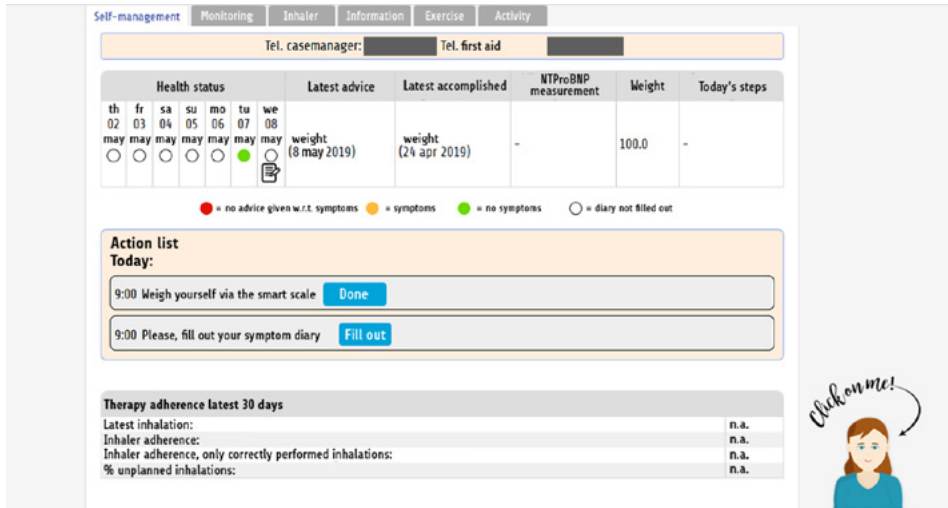 Self-management Monitoring Inhaler Information Exercise Activity
Tel. casemanager: Tel. first aid
Health status Latest advice Latest accomplished NTProBNP measurement Weight Today's steps
th fr sa su mo tu we
02 03 04 05 06 07 08
may may may may may may may
weight
(8 may 2019)
weight
(24 apr 2019)
-
100.0
-
= no advice given w.r.t. symptoms = symptoms = no symptoms = diary not filled out
Action list
Today:
9:00 Weigh yourself via the smart scale Done
9:00 Please, fill out your symptom diary Fill out
Click on me!
Therapy adherence latest 30 days
Latest inhalation: n.a.
Inhaler adherence: n.a.
Inhaler adherence, only correctly performed inhalations: n.a.
% unplanned inhalations: n.a.